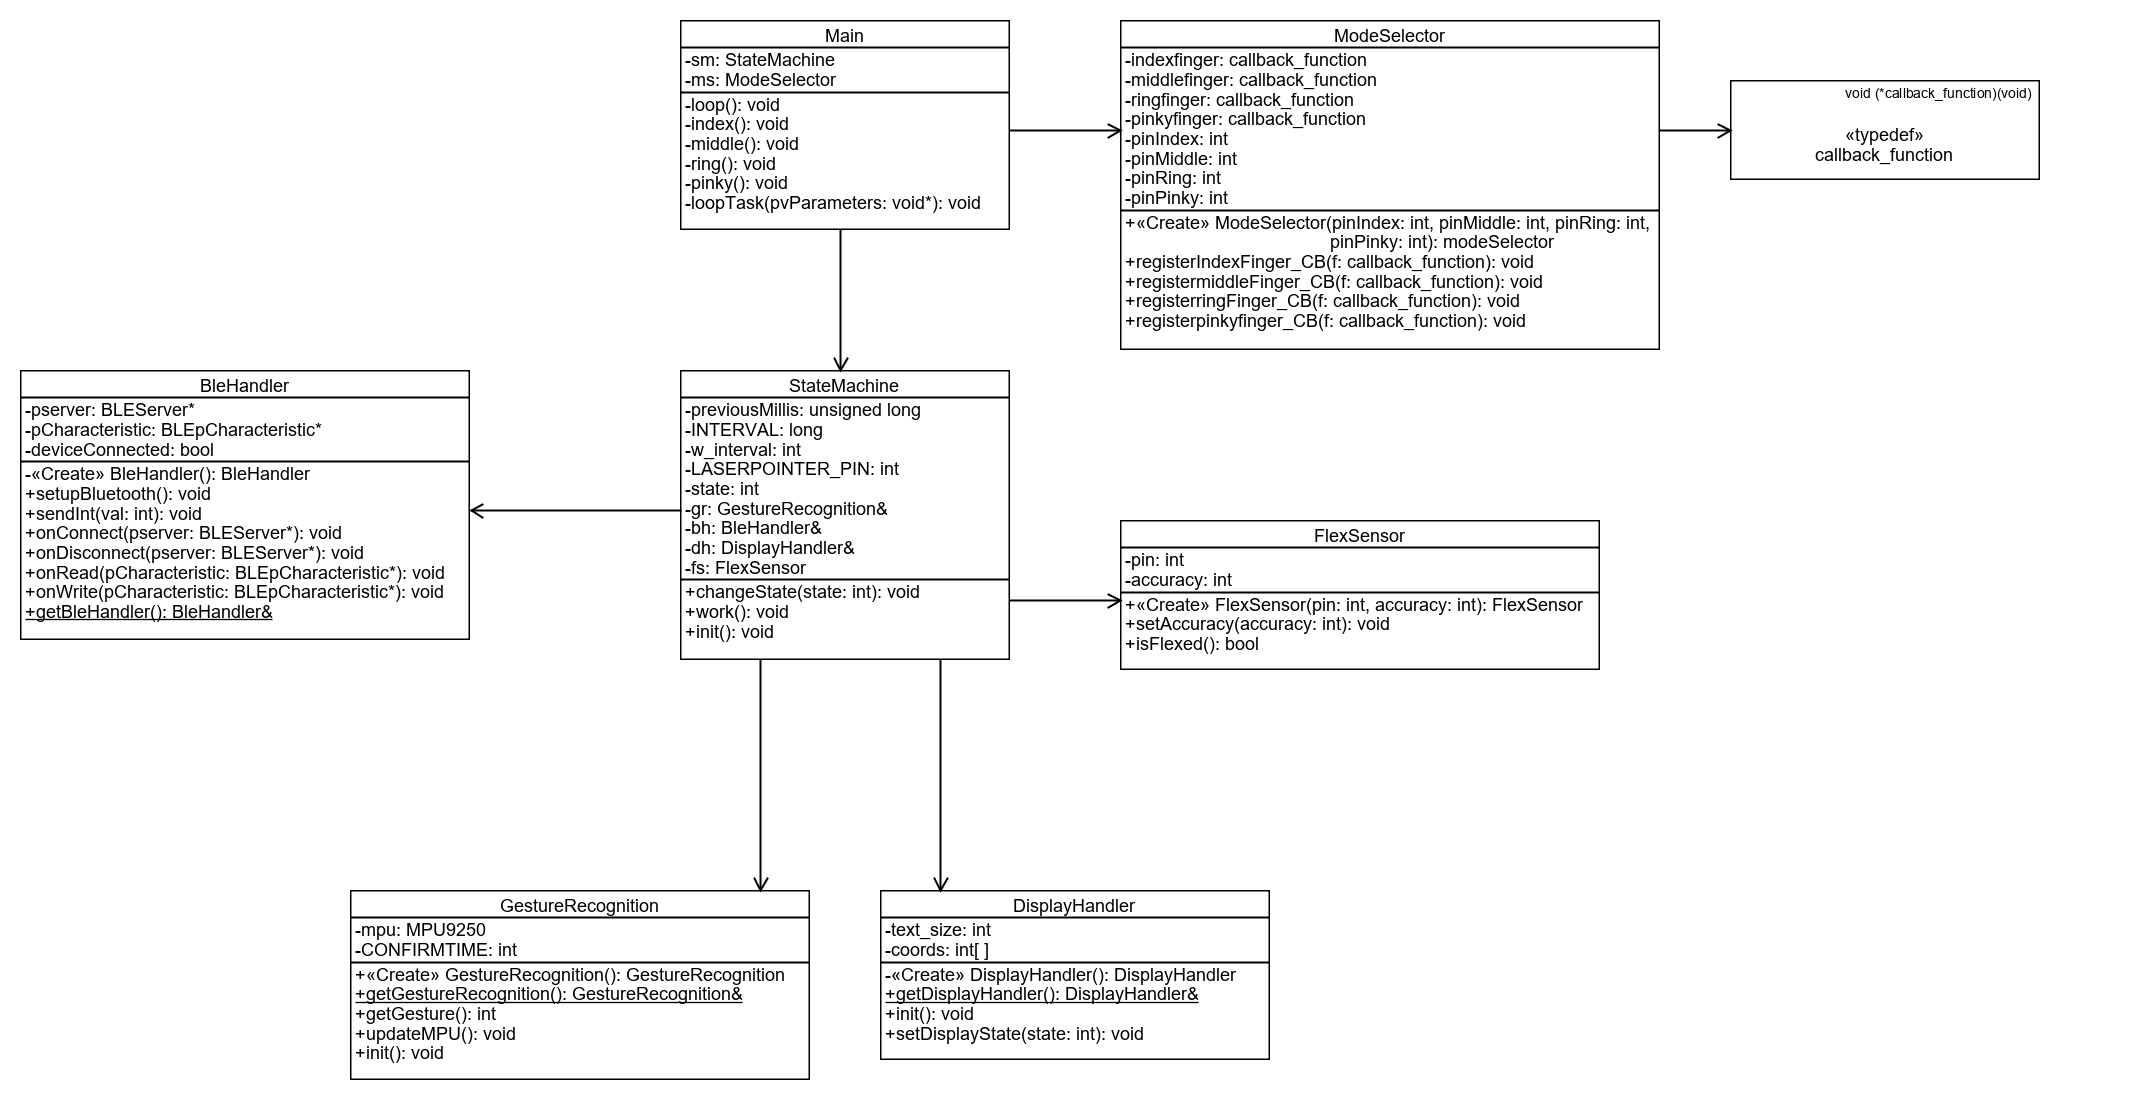 Main
-sm: StateMachine
-ms: ModeSelector
-loop(): void
-index(): void
-middle(): void
-ring(): void
-pinky(): void
-loopTask(pvParameters: void*): void
ModeSelector
-indexfinger: callback_function
-middlefinger: callback_function
-ringfinger: callback_function
-pinkyfinger: callback_function
-pinIndex: int
-pinMiddle: int
-pinRing: int
-pinPinky: int
+«Create» ModeSelector(pinIndex: int, pinMiddle: int, pinRing: int,
pinPinky: int): modeSelector
+registerIndexFinger_CB(f: callback_function): void
+registermiddleFinger_CB(f: callback_function): void
+registerringFinger_CB(f: callback_function): void
+registerpinkyfinger_CB(f: callback_function): void
void (*callback_function)(void)
«typedef»
callback_function
BleHandler
-pserver: BLEServer*
-pCharacteristic: BLEpCharacteristic*
-deviceConnected: bool
-«Create» BleHandler(): BleHandler
+setupBluetooth(): void
+sendInt(val: int): void
+onConnect(pserver: BLEServer*): void
+onDisconnect(pserver: BLEServer*): void
+onRead(pCharacteristic: BLEpCharacteristic*): void
+onWrite(pCharacteristic: BLEpCharacteristic*): void
+getBleHandler(): BleHandler&
StateMachine
-previousMillis: unsigned long
-INTERVAL: long
-w_interval: int
-LASERPOINTER_PIN: int
-state: int
-gr: GestureRecognition&
-bh: BleHandler&
-dh: DisplayHandler&
-fs: FlexSensor
+changeState(state: int): void
+work(): void
+init(): void
FlexSensor
-pin: int
-accuracy: int
+«Create» FlexSensor(pin: int, accuracy: int): FlexSensor
+setAccuracy(accuracy: int): void
+isFlexed(): bool
GestureRecognition
-mpu: MPU9250
-CONFIRMTIME: int
+«Create» GestureRecognition(): GestureRecognition
+getGestureRecognition(): GestureRecognition&
+getGesture(): int
+updateMPU(): void
+init(): void
DisplayHandler
-text_size: int
-coords: int[ ]
-«Create» DisplayHandler(): DisplayHandler
+getDisplayHandler(): DisplayHandler&
+init(): void
+setDisplayState(state: int): void